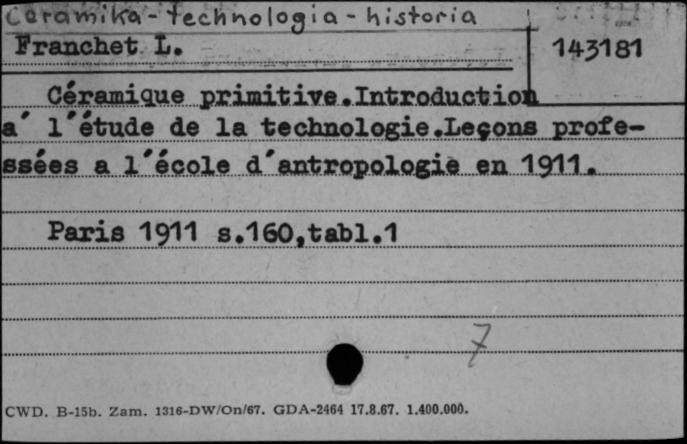 Ceramika - technologia - historia
Franchet L. 143181
Céramique primitive.Introduction
a´ l´étude de la technologie.Leçons profe-
ssées a l´école d´antropologie en 1911.
Paris 1911 s.160,tabl.1
7
CWD. B-15b. Zam. 1316-DW/On/67. GDA-2464 17.8.67. 1.400.000.